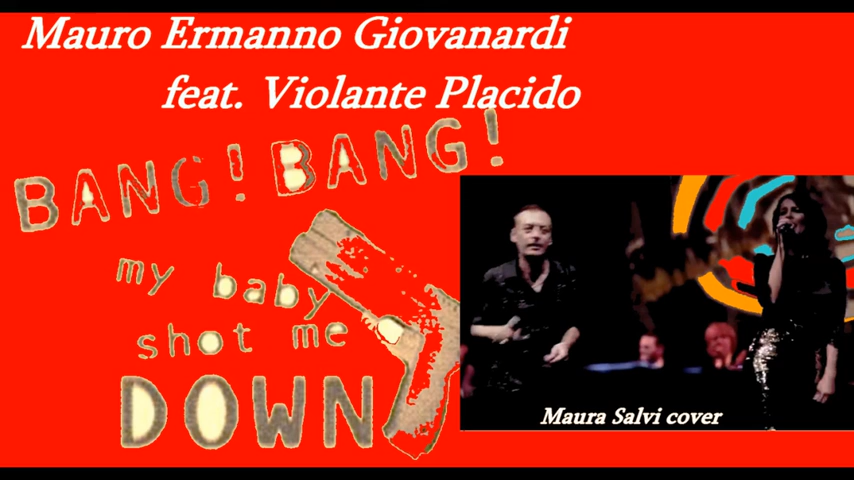 Mauro Ermanno Giovanardi
feat. Violante Placido
BANG! BANG!
my baby
shot me
DOWN
Maura Salvi cover